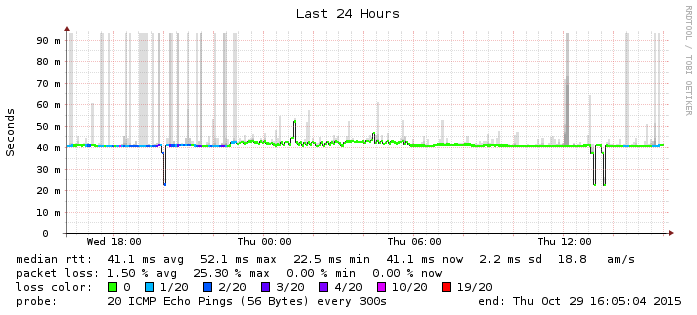 Last 24 Hours
RRDTOOL / TOBI OETIKER
Seconds
90 m
80 m
70 m
60 m
50 m
40 m
30 m
20 m
10 m
0
Wed 18:00 Thu 00:00 Thu 06:00 Thu 12:00
median rtt: 41.1 ms avg 52.1 ms max 22.5 ms min 41.1 ms now 2.2 ms sd 18.8 am/s
packet loss: 1.50 % avg 25.30 % max 0.00 % min 0.00 % now
loss color: 0 1/20 2/20 3/20 4/20 10/20 19/20
probe: 20 ICMP Echo Pings (56 Bytes) every 300s end: Thu Oct 29 16:05:04 2015